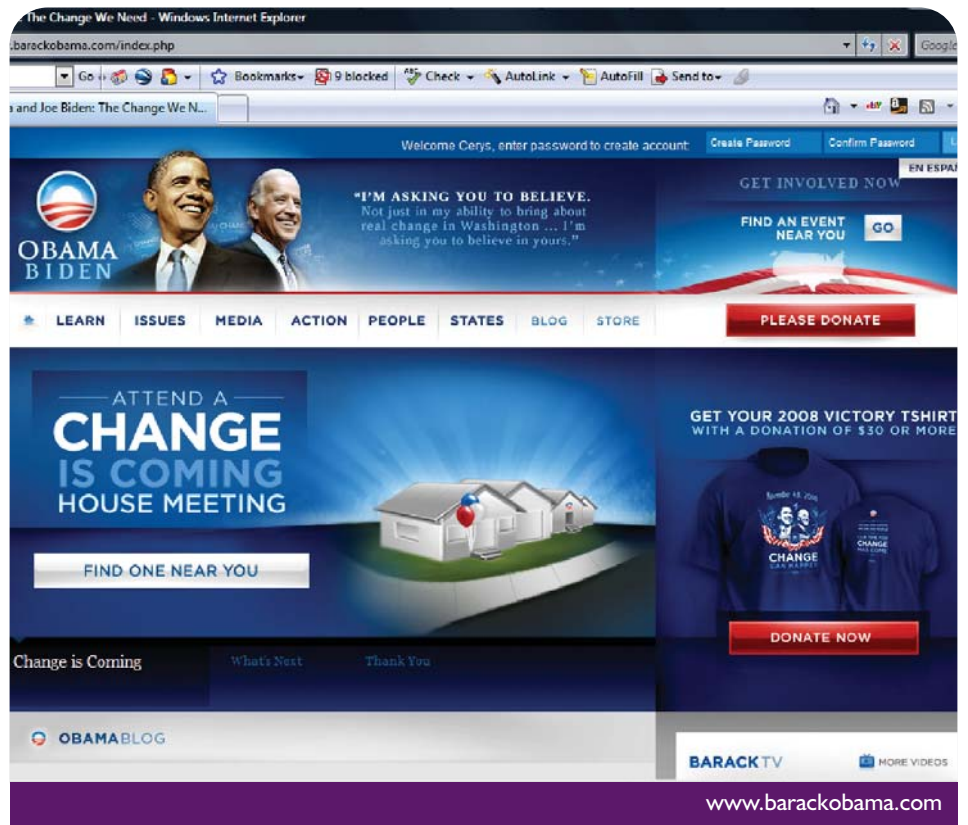 The Change We Need - Windows Internet Explorer
.barackobama.com/index.php
Google
Go
Bookmarks
9 blocked
Check
AutoLink
AutoFill
Send to
and Joe Biden: The Change We N...
Welcome Cerys, enter password to create account:
Create Password
Confirm Password
EN ESPAÑ
OBAMA
BIDEN
“I’M ASKING YOU TO BELIEVE.
Not just in my ability to bring about
real change in Washington ... I’m
asking you to believe in yours.”
GET INVOLVED NOW
FIND AN EVENT
NEAR YOU
GO
LEARN ISSUES MEDIA ACTION PEOPLE STATES BLOG STORE
PLEASE DONATE
ATTEND A
CHANGE
IS COMING
HOUSE MEETING
FIND ONE NEAR YOU
GET YOUR 2008 VICTORY TSHIRT
WITH A DONATION OF $30 OR MORE
CHANGE
CAN HAPPEN
CHANGE
HAS COME
DONATE NOW
Change is Coming What's Next Thank You
OBAMABLOG
BARACKTV
MORE VIDEOS
www.barackobama.com